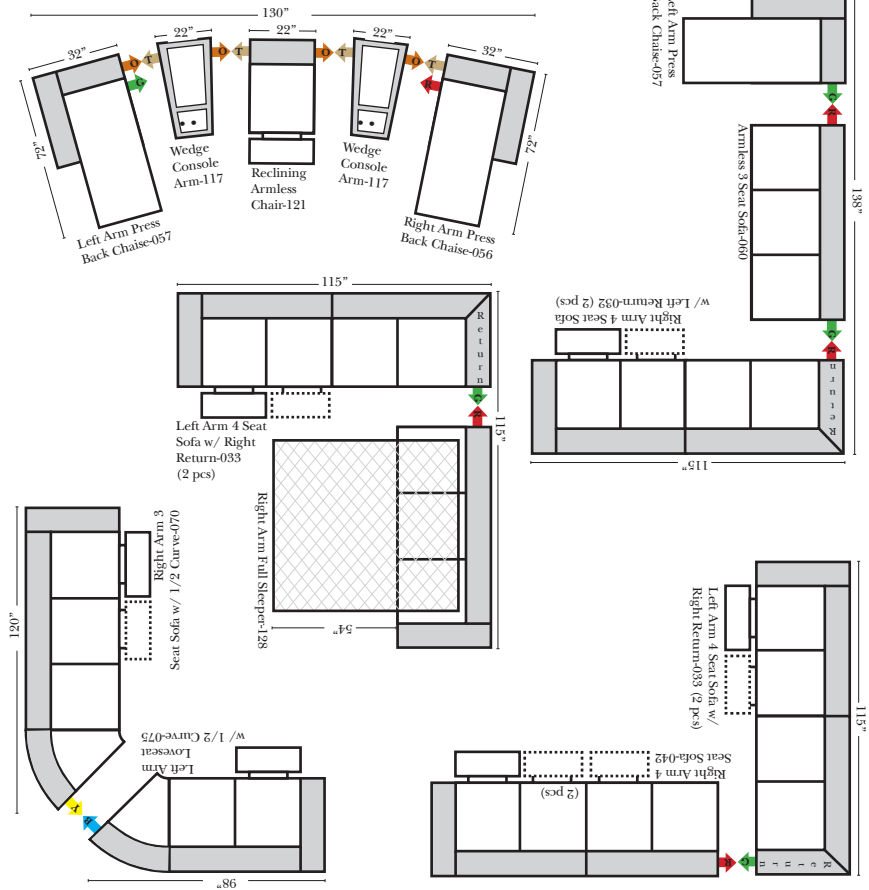 130”
32”
22”
22”
22”
32”
O
T
O
T
O
T
O
T
G
R
72”
72”
Wedge
Console
Arm-117
Reclining
Armless
Chair-121
Wedge
Console
Arm-117
Left Arm Press
Back Chaise-057
Right Arm Press
Back Chaise-056
Left Arm Press
Back Chaise-057
G
R
Armless 3 Seat Sofa-060
138”
G
R
Right Arm 4 Seat Sofa
w/ Left Return-032 (2 pcs)
Return
115”
115”
Return
G
R
115”
Left Arm 4 Seat
Sofa w/ Right
Return-033
(2 pcs)
Right Arm Full Sleeper-128
54”
120”
Right Arm 3
Seat Sofa w/ 1/2 Curve-070
Y
B
Left Arm
Loveseat
w/ 1/2 Curve-075
98”
Right Arm 4
Seat Sofa-042
(2 pcs)
R
G
Return
Left Arm 4 Seat Sofa w/
Right Return-033 (2 pcs)
115”